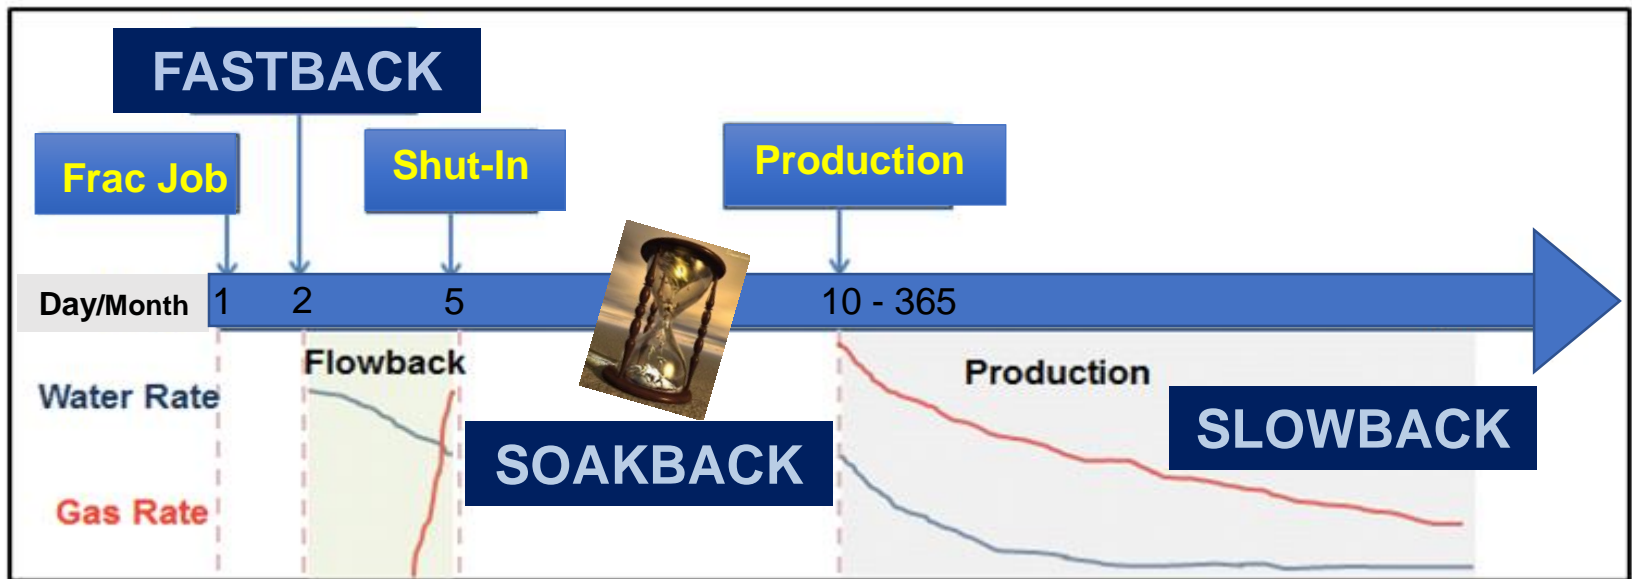 FASTBACK
Frac Job
Shut-In
Production
Day/Month 1 2 5 10 - 365
Flowback
Production
Water Rate
SLOWBACK
SOAKBACK
Gas Rate